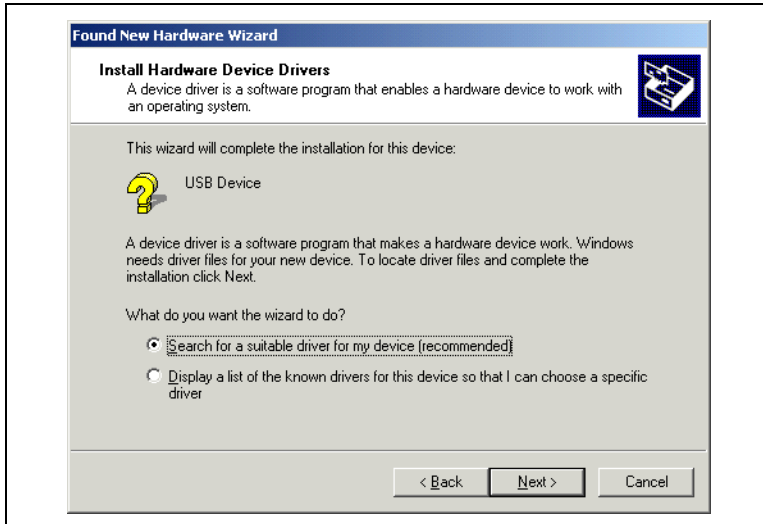 Found New Hardware Wizard
Install Hardware Device Drivers
A device driver is a software program that enables a hardware device to work with
an operating system.
This wizard will complete the installation for this device:
USB Device
A device driver is a software program that makes a hardware device work. Windows
needs driver files for your new device. To locate driver files and complete the
installation click Next.
What do you want the wizard to do?
Search for a suitable driver for my device (recommended)
Display a list of the known drivers for this device so that I can choose a specific
driver
< Back Next > Cancel